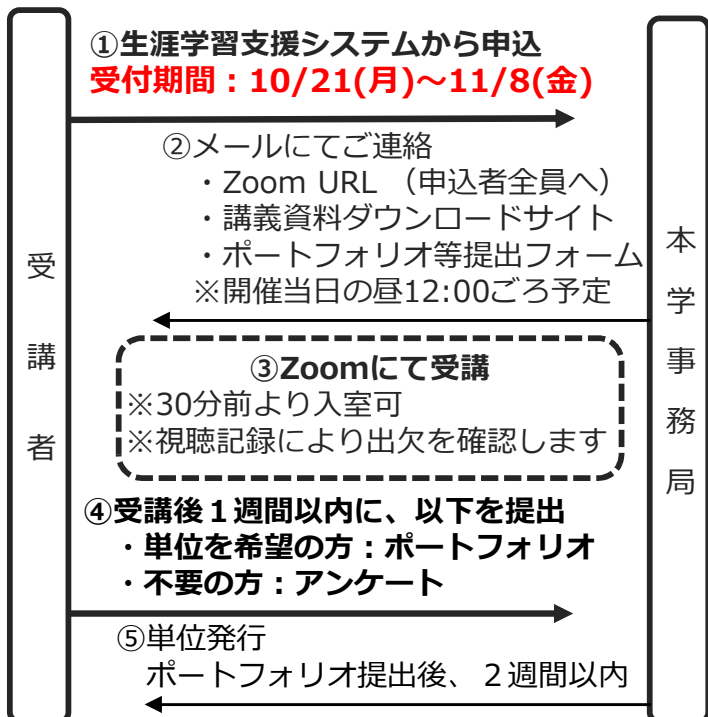 ①生涯学習支援システムから申込
受付期間：10/21(月)～11/8(金)
②メールにてご連絡
・Zoom URL （申込者全員へ）
・講義資料ダウンロードサイト
・ポートフォリオ等提出フォーム
※開催当日の昼12:00ごろ予定
受講者
本学事務局
③Zoomにて受講
※30分前より入室可
※視聴記録により出欠を確認します
④受講後１週間以内に、以下を提出
・単位を希望の方：ポートフォリオ
・不要の方：アンケート
⑤単位発行
ポートフォリオ提出後、２週間以内